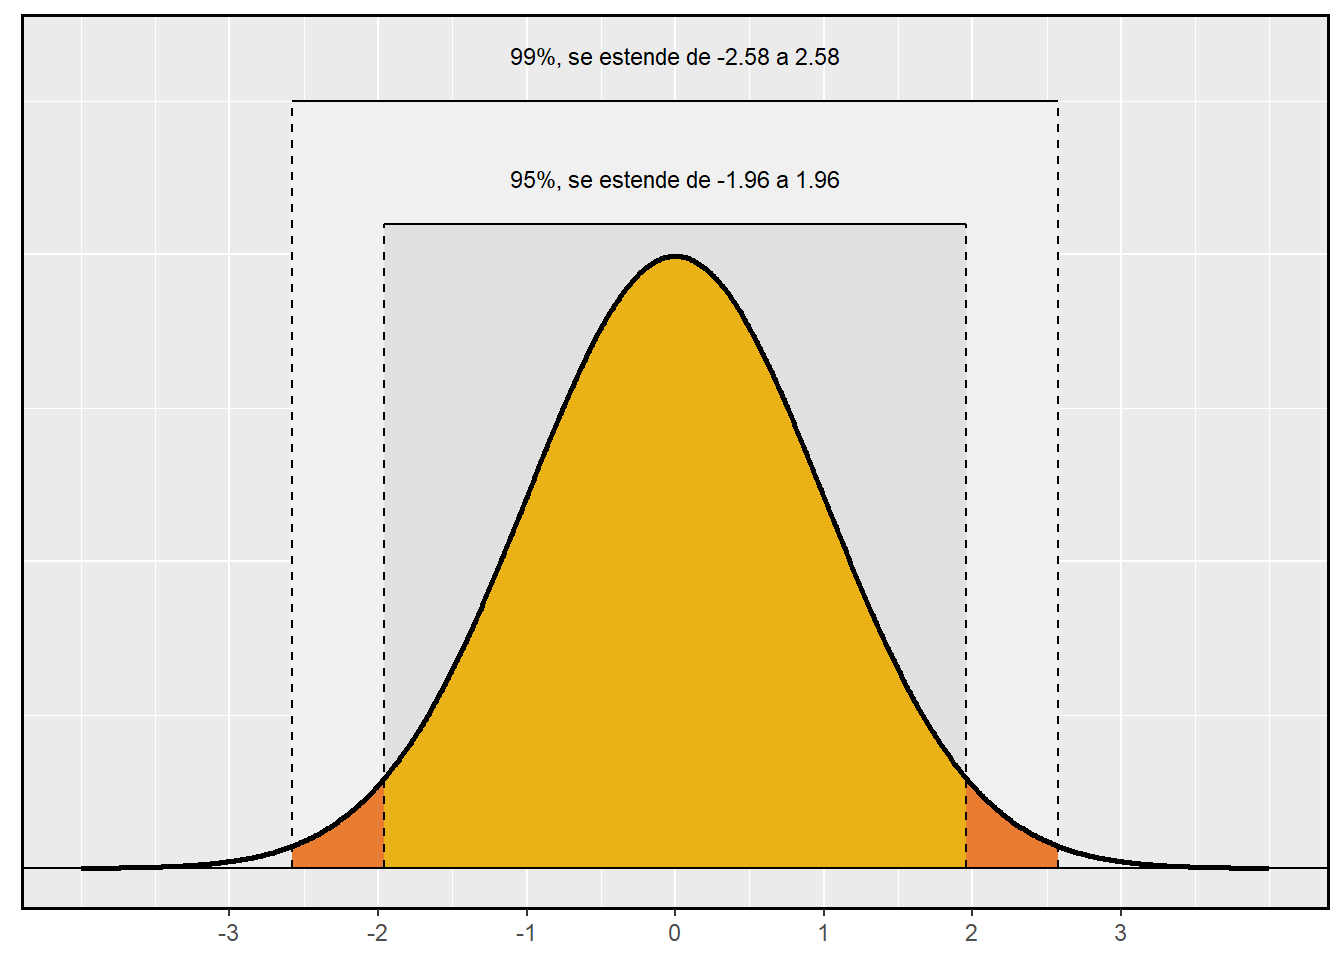 99%, se estende de -2.58 a 2.58
95%, se estende de -1.96 a 1.96
-3 -2 -1 0 1 2 3